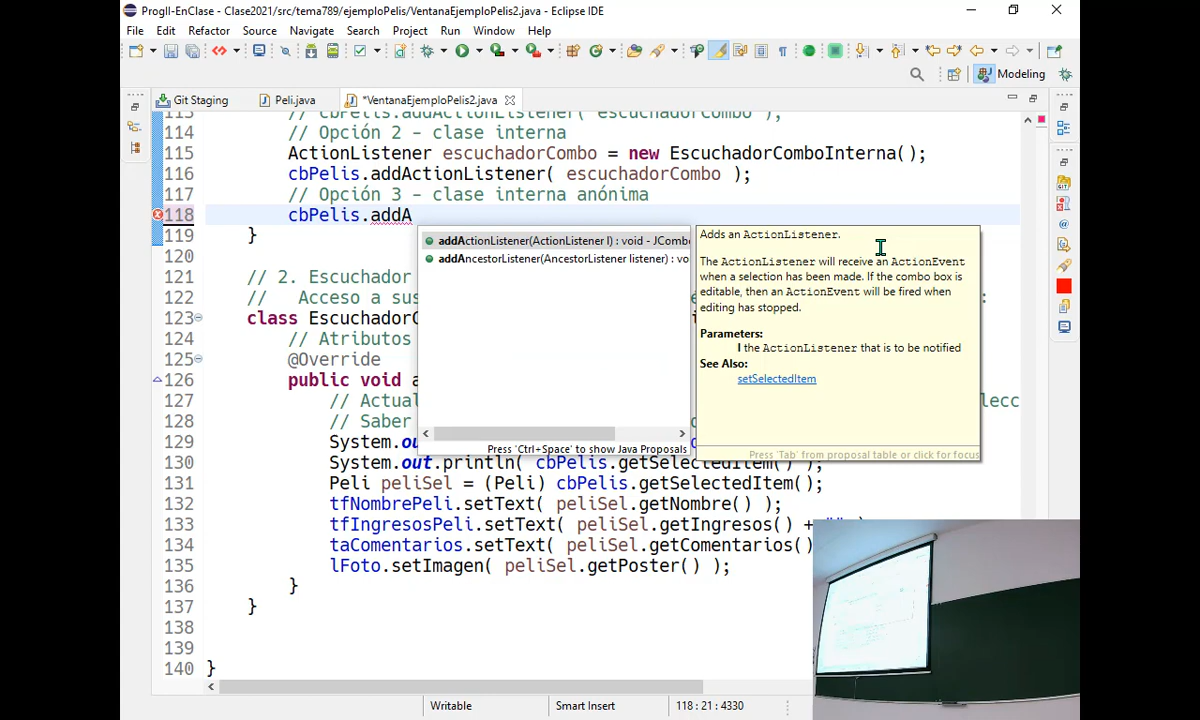 ProgII-EnClase - Clase2021/src/tema789/ejemploPelis/VentanaEjemploPelis2.java - Eclipse IDE
File Edit Refactor Source Navigate Search Project Run Window Help
Modeling
Git Staging Peli.java *VentanaEjemploPelis2.java
113 // cbPelis.addActionListener( escuchadorCombo );
114 // Opción 2 - clase interna
115 ActionListener escuchadorCombo = new EscuchadorComboInterna();
116 cbPelis.addActionListener( escuchadorCombo );
117 // Opción 3 - clase interna anónima
118 cbPelis.addA
119 }
120
121 // 2. Escuchador
122 // Acceso a sus
123 class EscuchadorC
124 // Atributos
125 @Override
126 public void a
127 // Actual lecc
128 // Saber
129 System.ou
130 System.out.println( cbPelis.getSelectedItem() );
131 Peli peliSel = (Peli) cbPelis.getSelectedItem();
132 tfNombrePeli.setText( peliSel.getNombre() );
133 tfIngresosPeli.setText( peliSel.getIngresos() + "" );
134 taComentarios.setText( peliSel.getComentarios()
135 lFoto.setImagen( peliSel.getPoster() );
136 }
137 }
138
139
140 }
addActionListener(ActionListener l) : void - JCombo
addAncestorListener(AncestorListener listener) : vo
Press 'Ctrl+Space' to show Java Proposals
Adds an ActionListener.
The ActionListener will receive an ActionEvent
when a selection has been made. If the combo box is
editable, then an ActionEvent will be fired when
editing has stopped.
Parameters:
l the ActionListener that is to be notified
See Also:
setSelectedItem
Press 'Tab' from proposal table or click for focus
Writable Smart Insert 118 : 21 : 4330